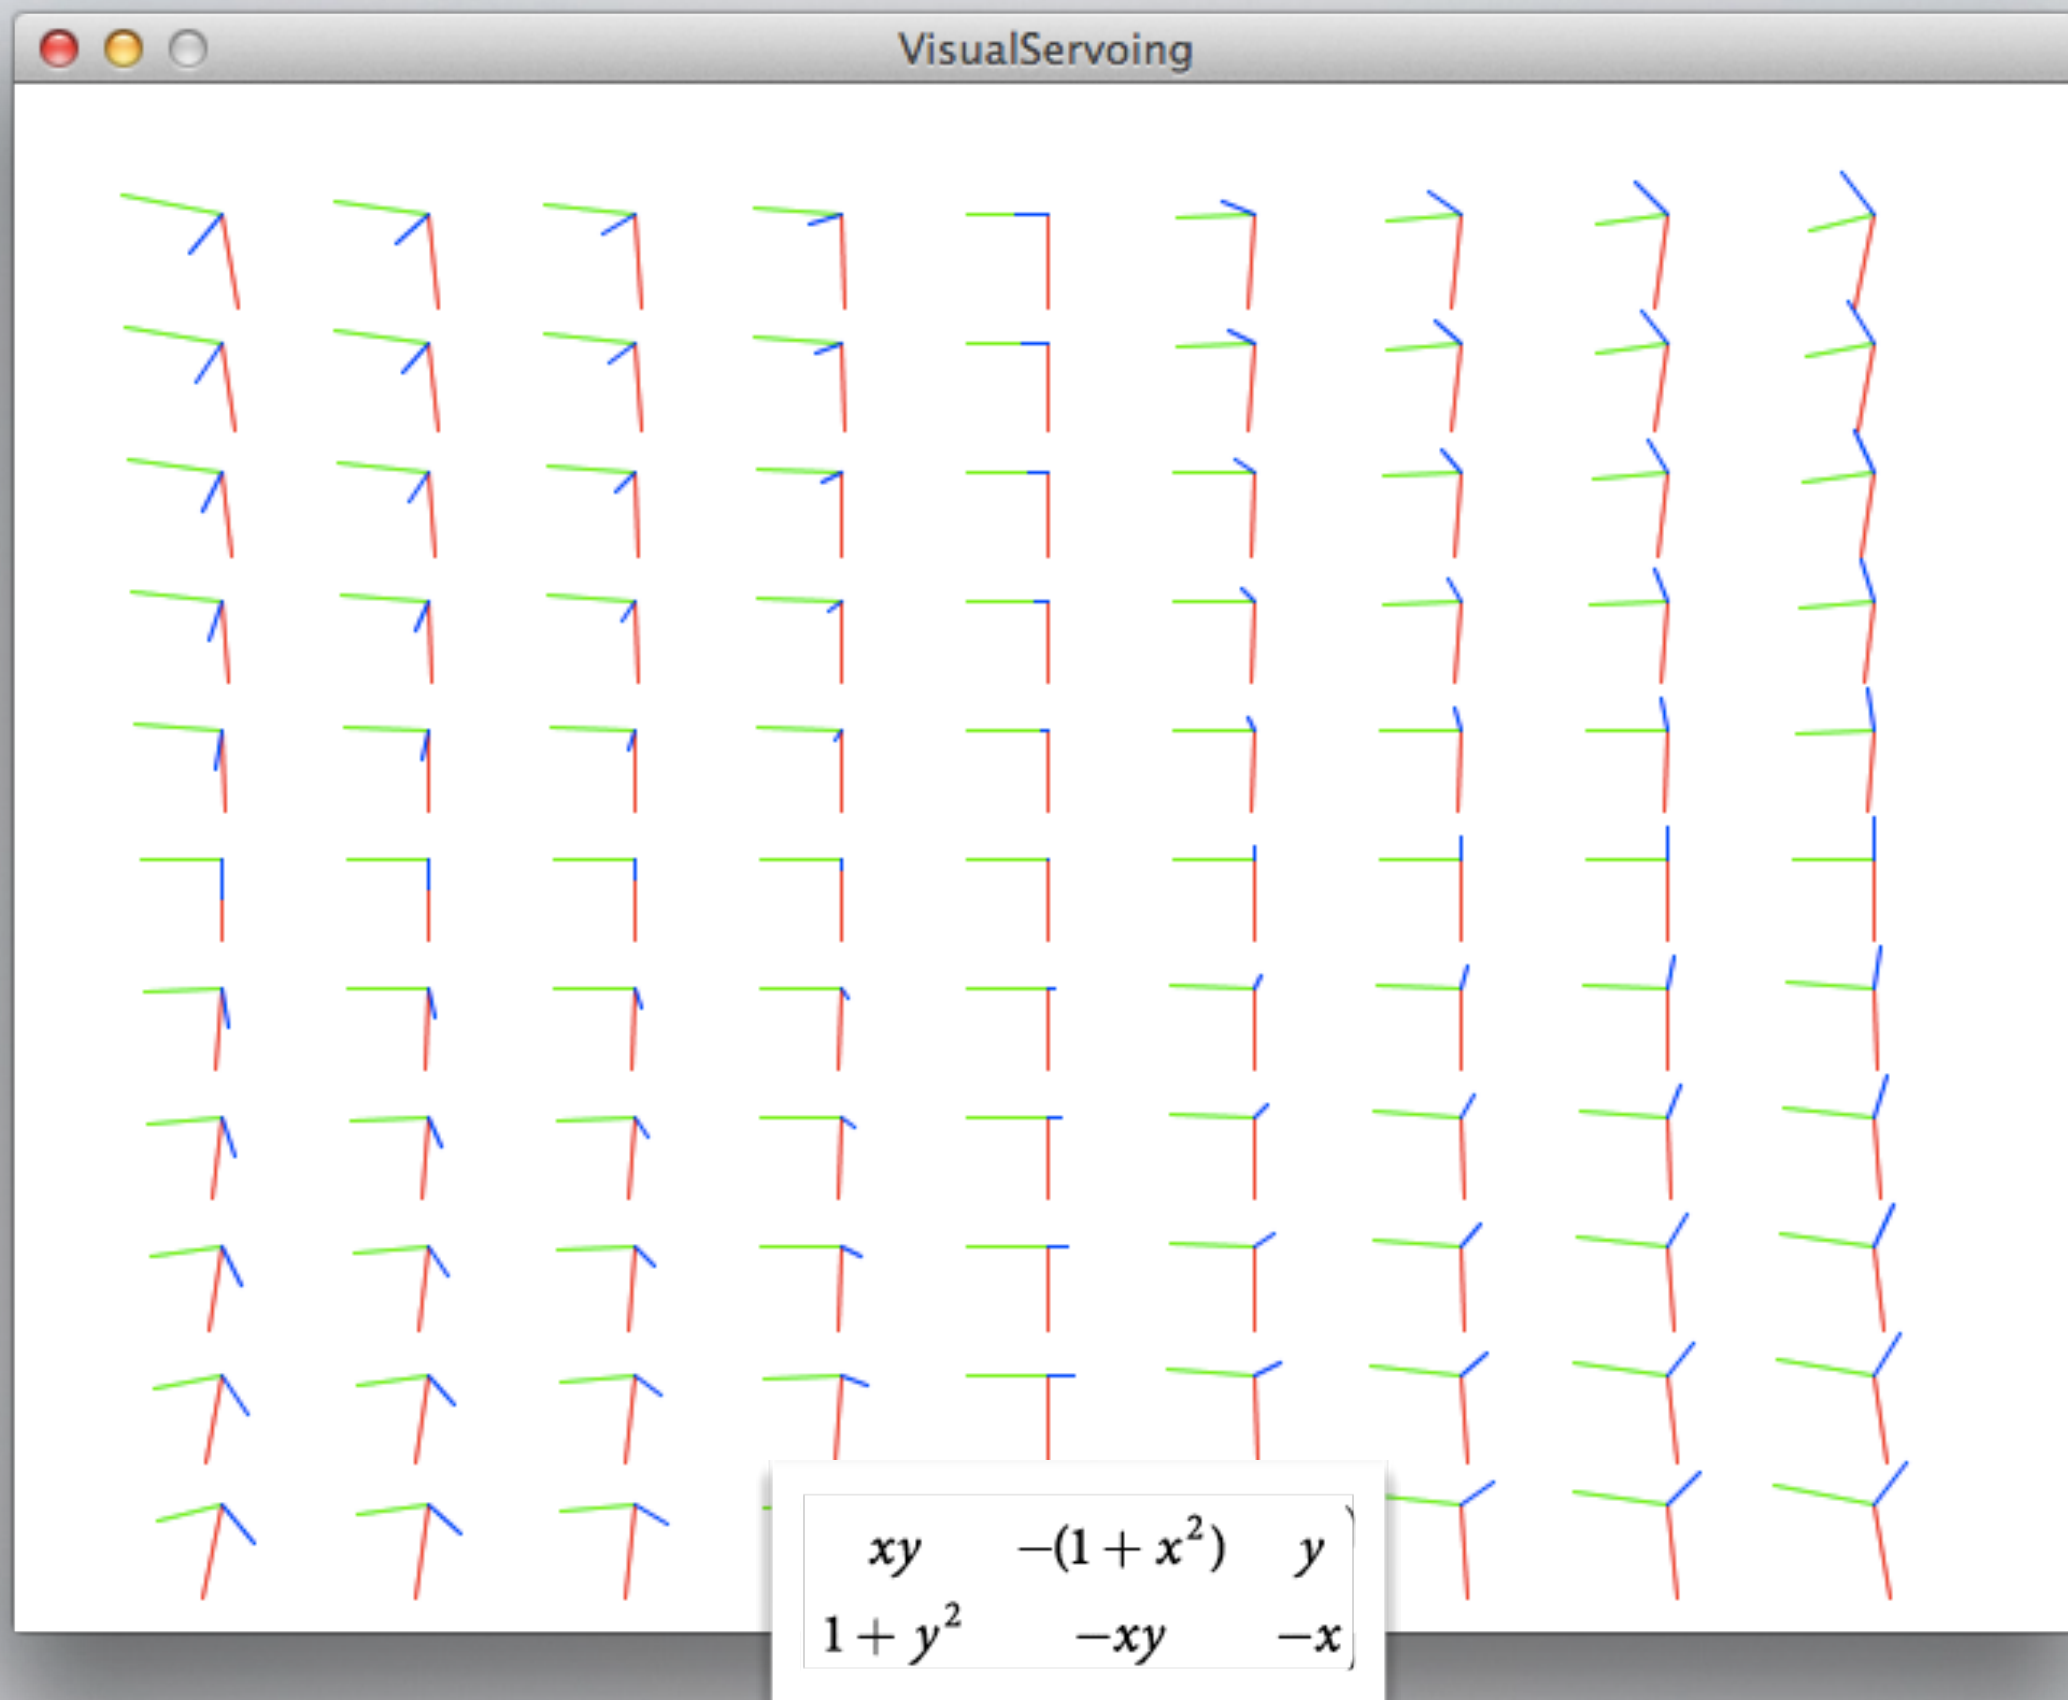 VisualServoing
xy −(1 + x²) y
1 + y² −xy −x